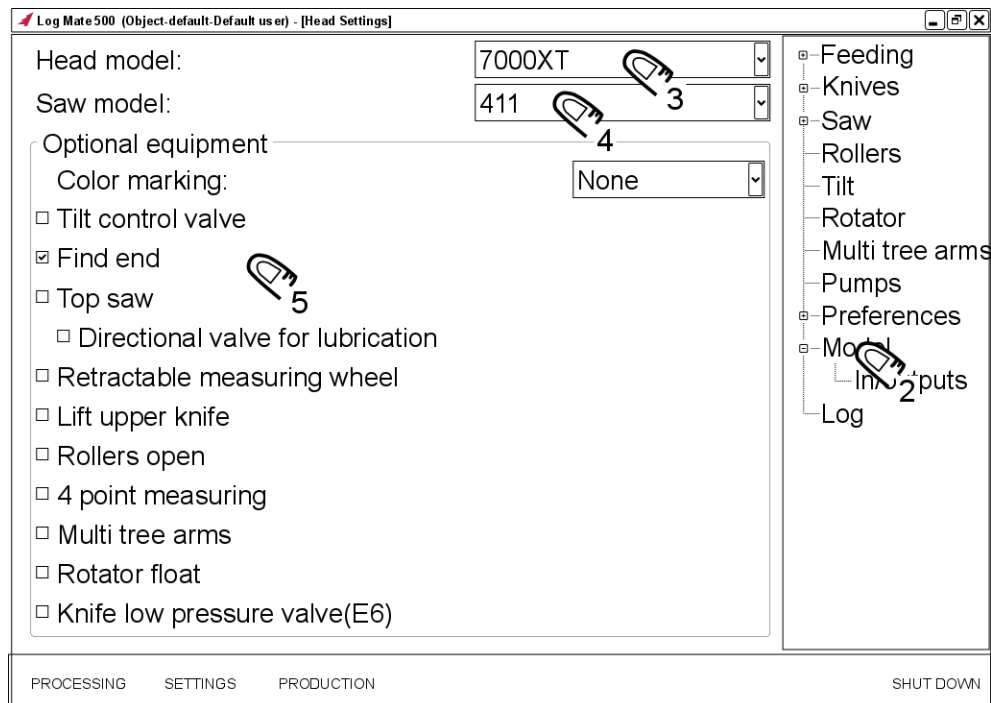 Log Mate 500 (Object-default-Default user) - [Head Settings]
Head model: 7000XT 3
Saw model: 411 4
Optional equipment
Color marking: None
Tilt control valve
Find end
5
Top saw
Directional valve for lubrication
Retractable measuring wheel
Lift upper knife
Rollers open
4 point measuring
Multi tree arms
Rotator float
Knife low pressure valve(E6)
Feeding
Knives
Saw
Rollers
Tilt
Rotator
Multi tree arms
Pumps
Preferences
Model
2
Log
PROCESSING SETTINGS PRODUCTION SHUT DOWN